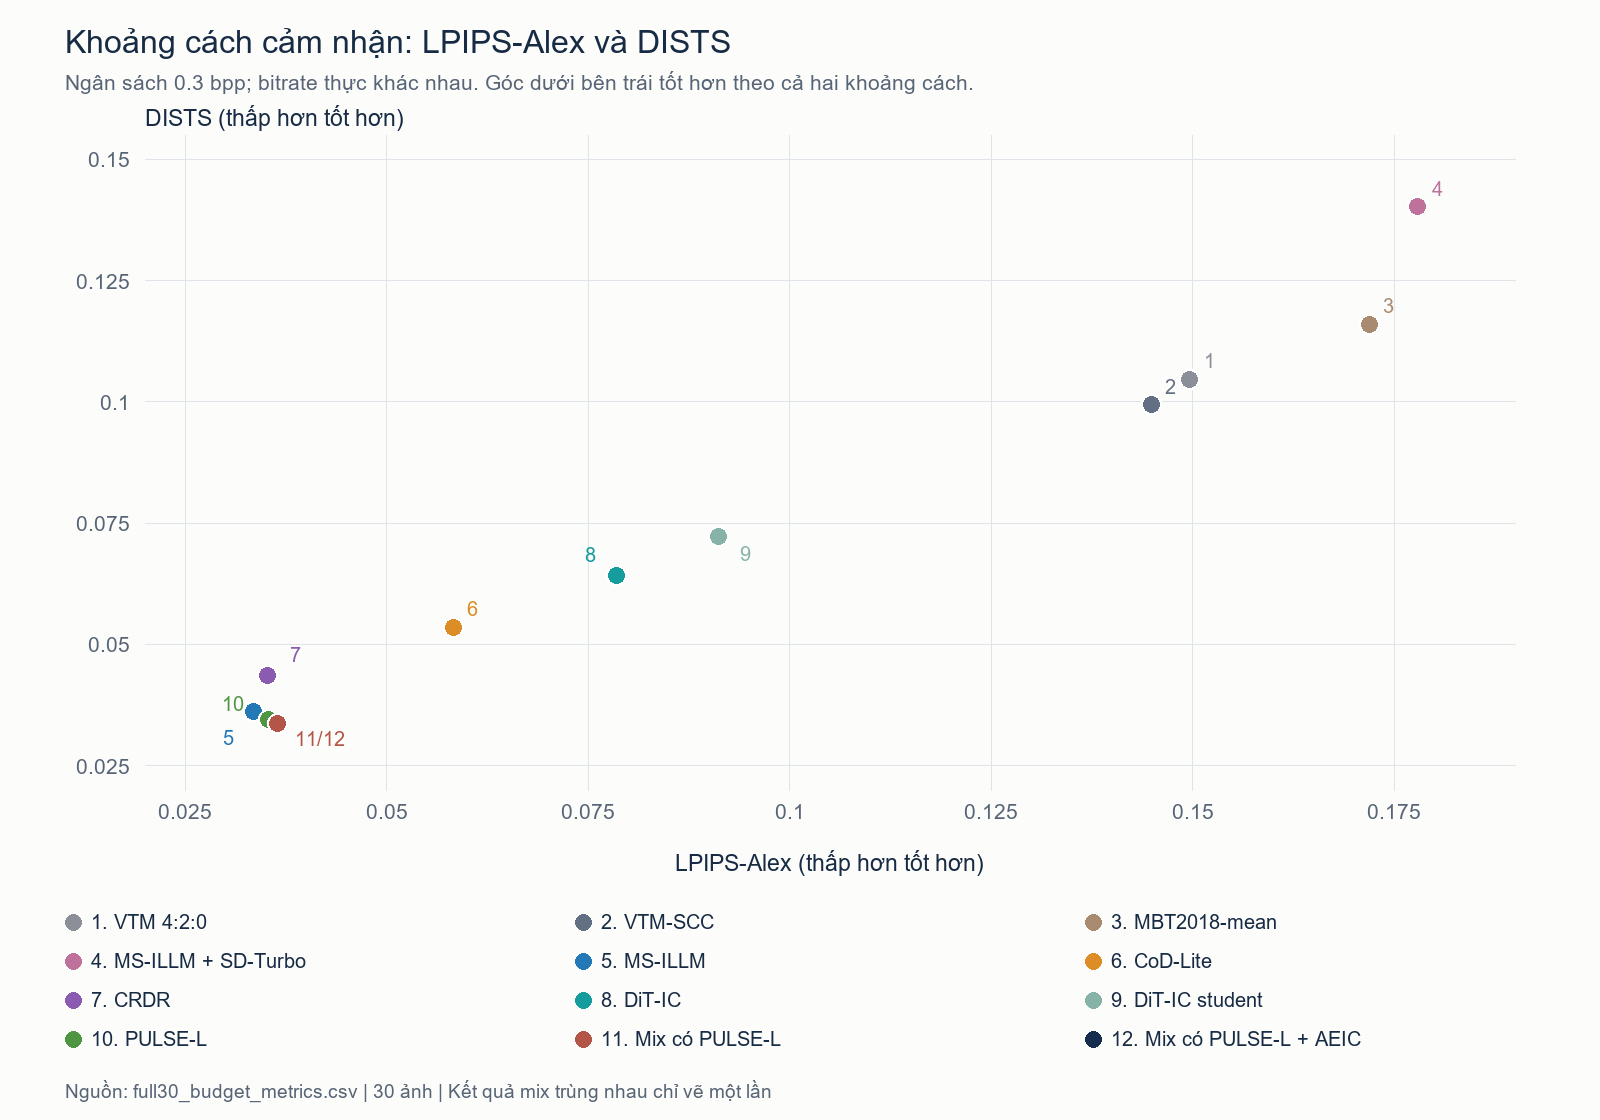 Khoảng cách cảm nhận: LPIPS-Alex và DISTS
Ngân sách 0.3 bpp; bitrate thực khác nhau. Góc dưới bên trái tốt hơn theo cả hai khoảng cách.
DISTS (thấp hơn tốt hơn)
0.15
4
0.125
3
1
2
0.1
0.075
8
9
6
0.05
7
10
5
11/12
0.025
0.025 0.05 0.075 0.1 0.125 0.15 0.175
LPIPS-Alex (thấp hơn tốt hơn)
1. VTM 4:2:0 2. VTM-SCC 3. MBT2018-mean
4. MS-ILLM + SD-Turbo 5. MS-ILLM 6. CoD-Lite
7. CRDR 8. DiT-IC 9. DiT-IC student
10. PULSE-L 11. Mix có PULSE-L 12. Mix có PULSE-L + AEIC
Nguồn: full30_budget_metrics.csv | 30 ảnh | Kết quả mix trùng nhau chỉ vẽ một lần